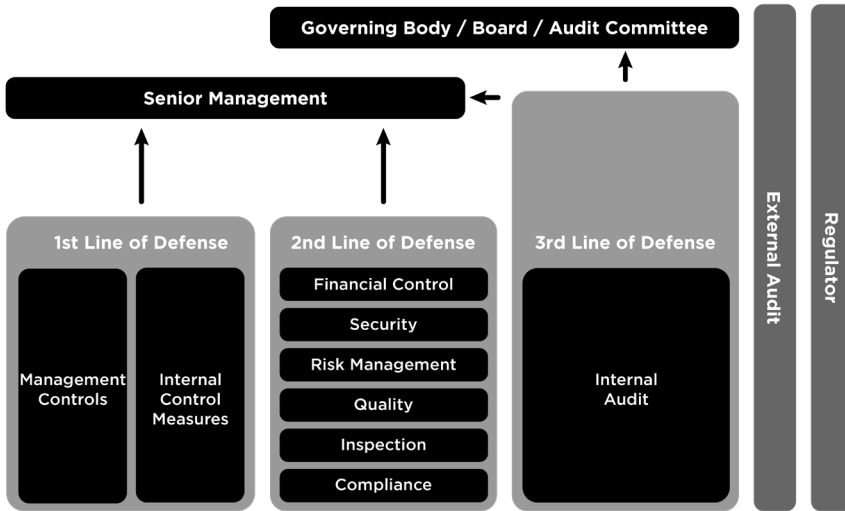 Governing Body / Board / Audit Committee
Senior Management
1st Line of Defense
Management
Controls
Internal
Control
Measures
2nd Line of Defense
Financial Control
Security
Risk Management
Quality
Inspection
Compliance
3rd Line of Defense
Internal
Audit
External Audit
Regulator